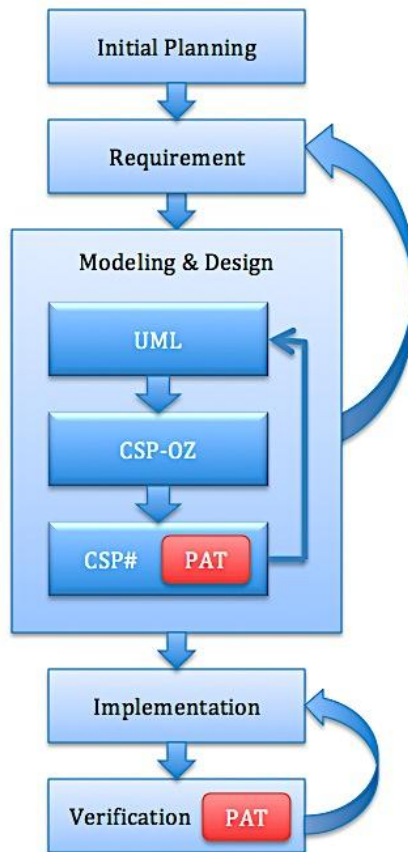 Initial Planning
Requirement
Modeling & Design
UML
CSP-OZ
CSP# PAT
Implementation
Verification PAT